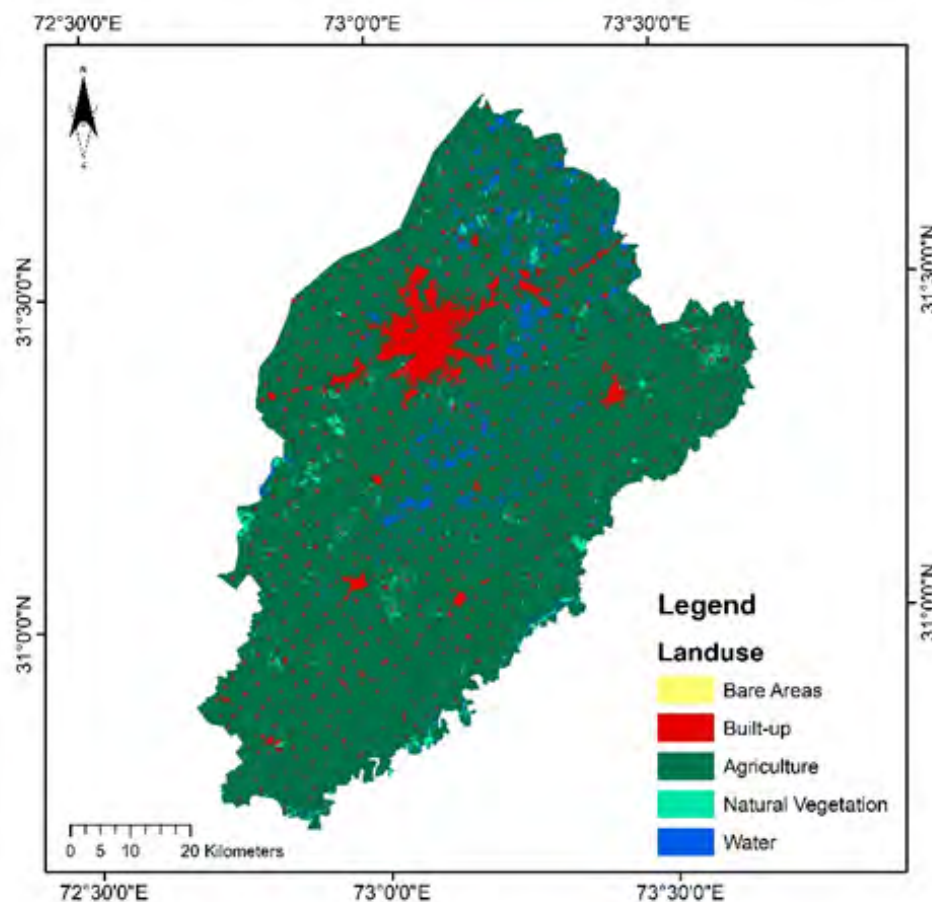 72°30'0"E 73°0'0"E 73°30'0"E
N
31°30'0"N
31°30'0"N
31°0'0"N
31°0'0"N
Legend
Landuse
Bare Areas
Built-up
Agriculture
Natural Vegetation
Water
0 5 10 20 Kilometers
72°30'0"E 73°0'0"E 73°30'0"E